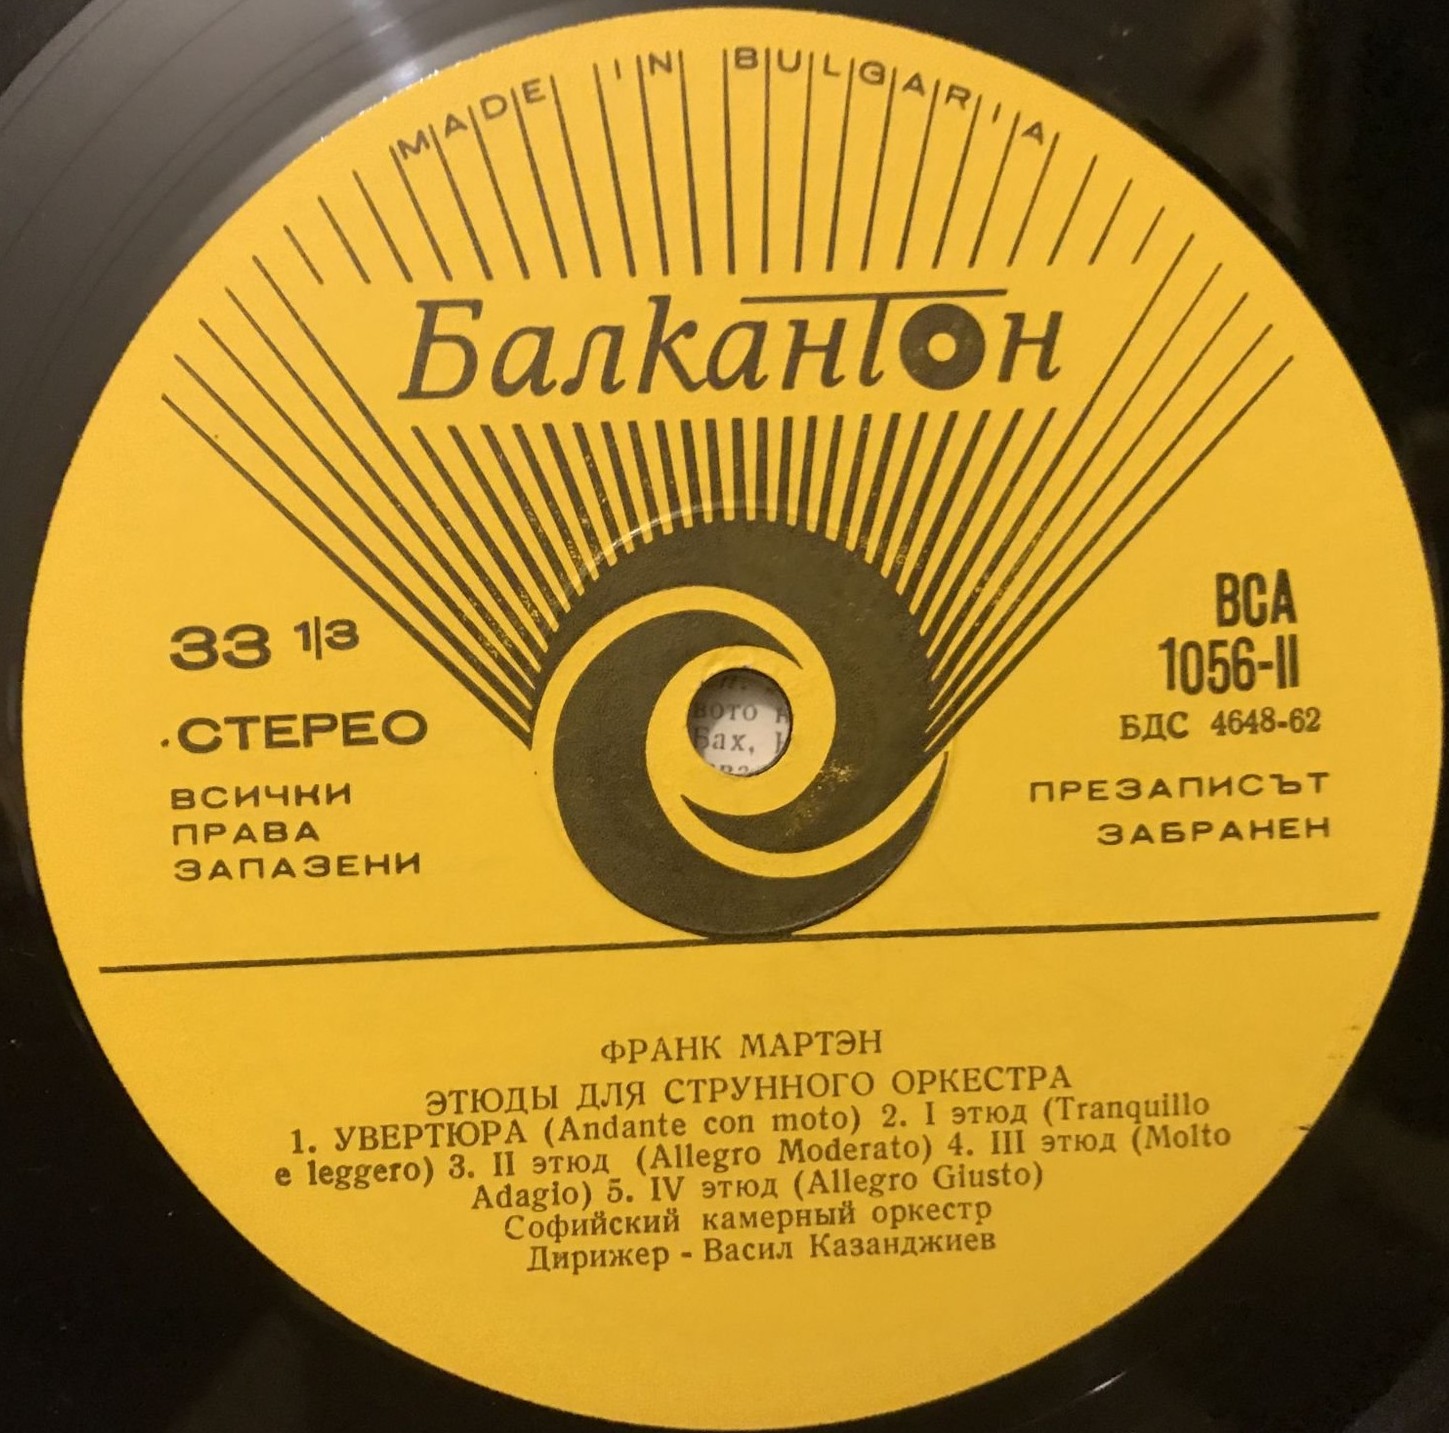 MADE IN BULGARIA
Балкантон
33 1/3
СТЕРЕО
ВСИЧКИ
ПРАВА
ЗАПАЗЕНИ
ВСА
1056-II
БДС 4648-62
ПРЕЗАПИСЪТ
ЗАБРАНЕН
вото
Бах,
ФРАНК МАРТЭН
ЭТЮДЫ ДЛЯ СТРУННОГО ОРКЕСТРА
1. УВЕРТЮРА (Andante con moto) 2. I этюд (Tranquillo
e leggero) 3. II этюд (Allegro Moderato) 4. III этюд (Molto
Adagio) 5. IV этюд (Allegro Giusto)
Софийский камерный оркестр
Дирижер - Васил Казанджиев